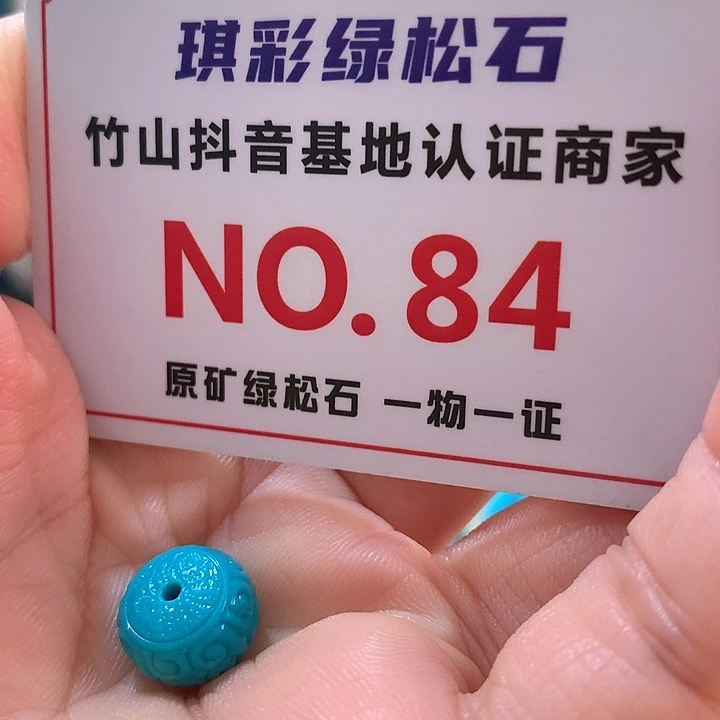 琪彩绿松石
竹山抖音基地认证商家
NO.84
原矿绿松石 一物一证